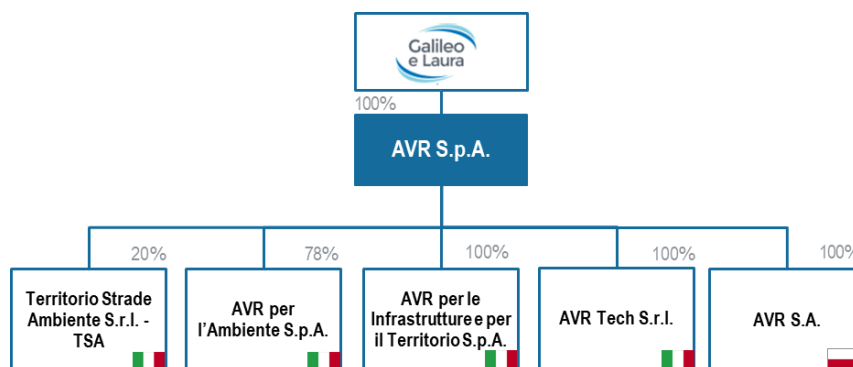 Galileo
e Laura
100%
AVR S.p.A.
20%
78%
100%
100%
100%
Territorio Strade
Ambiente S.r.l. -
TSA
AVR per
l'Ambiente S.p.A.
AVR per le
Infrastrutture e per
il Territorio S.p.A.
AVR Tech S.r.l.
AVR S.A.